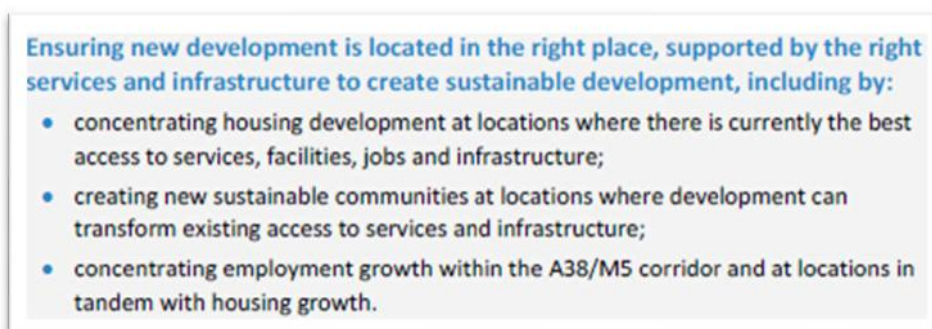 Ensuring new development is located in the right place, supported by the right
services and infrastructure to create sustainable development, including by:
• concentrating housing development at locations where there is currently the best
access to services, facilities, jobs and infrastructure;
• creating new sustainable communities at locations where development can
transform existing access to services and infrastructure;
• concentrating employment growth within the A38/M5 corridor and at locations in
tandem with housing growth.